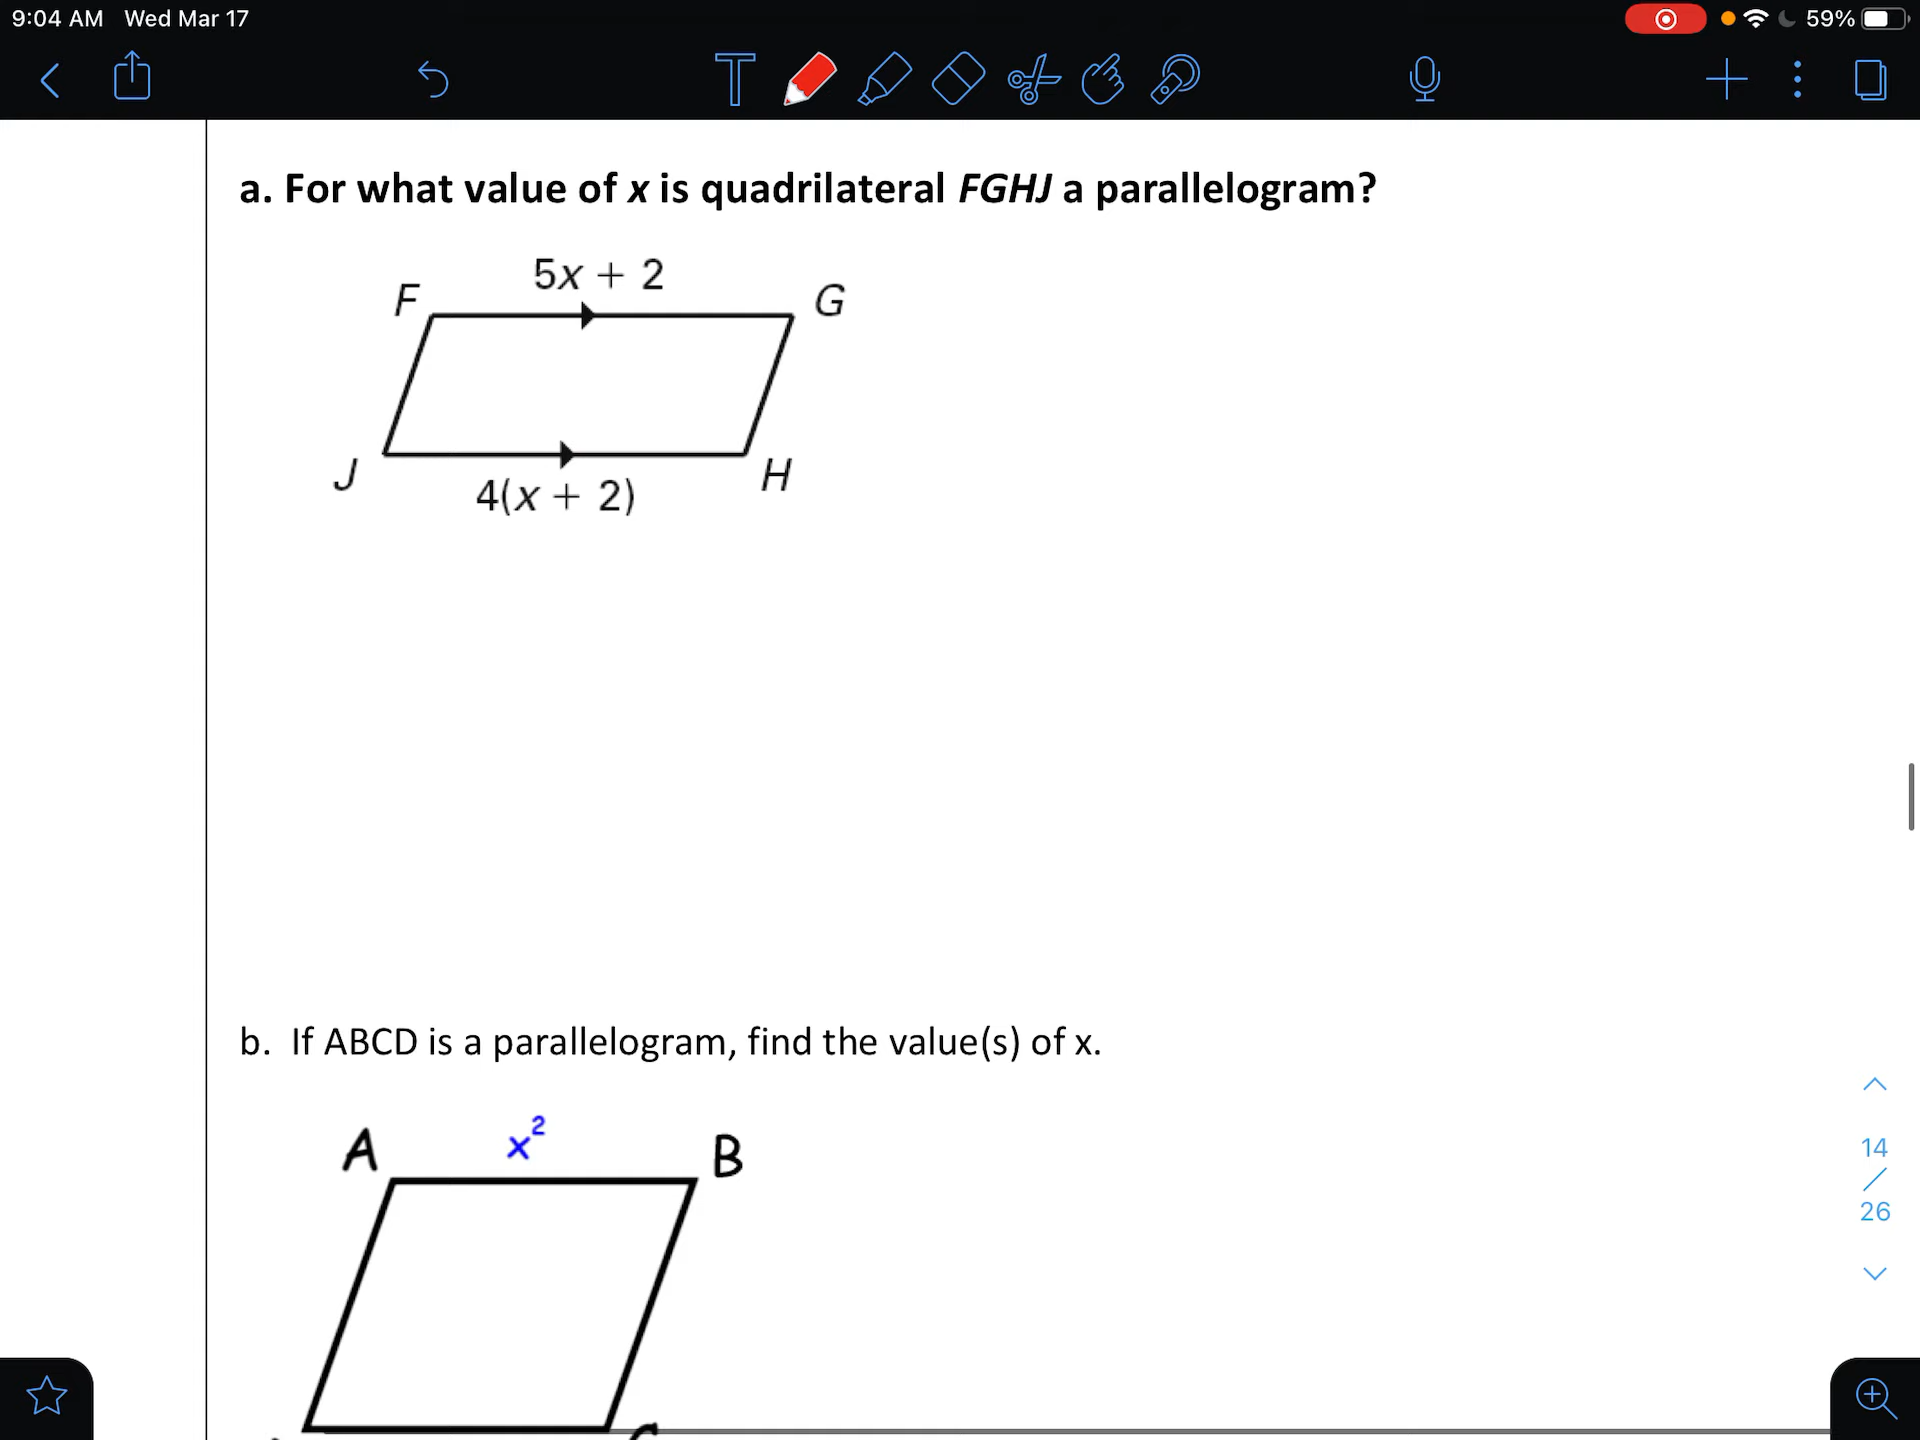 9:04 AM Wed Mar 17
59%
a. For what value of x is quadrilateral FGHJ a parallelogram?
5x + 2
F
G
J
H
4(x + 2)
b. If ABCD is a parallelogram, find the value(s) of x.
A
x²
B
14
/
26